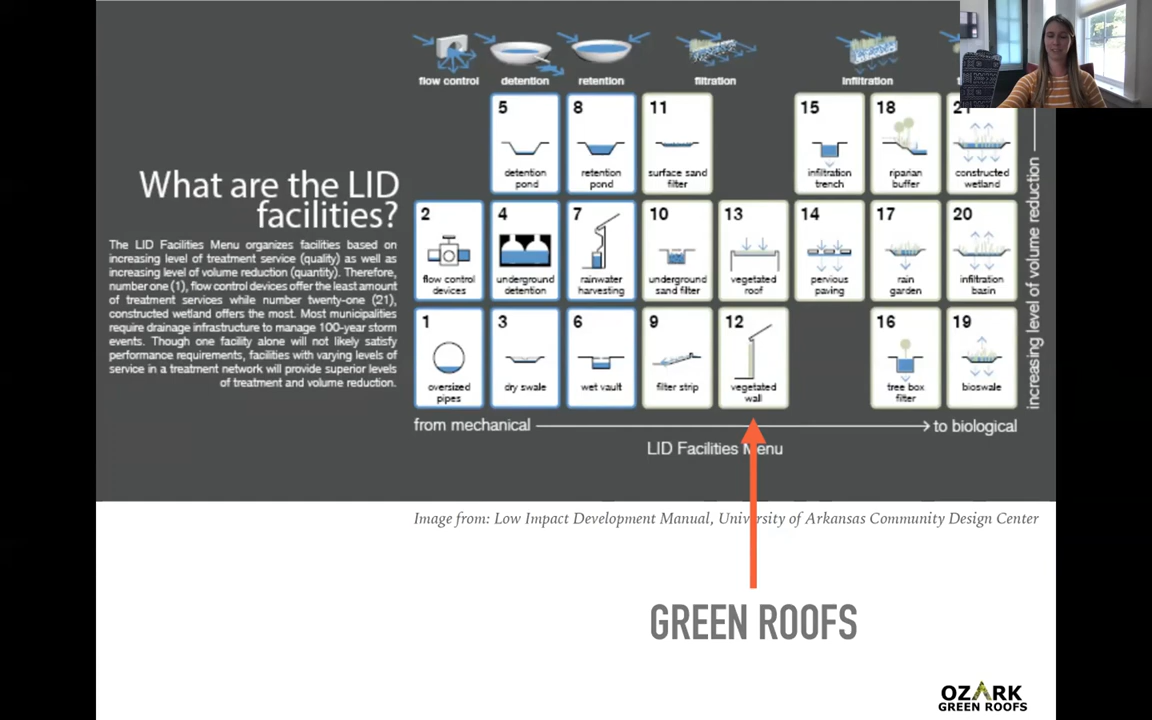 flow control
detention
retention
filtration
infiltration
What are the LID
facilities?
The LID Facilities Menu organizes facilities based on
increasing level of treatment service (quality) as well as
increasing level of volume reduction (quantity). Therefore,
number one (1), flow control devices offer the least amount
of treatment services while number twenty-one (21),
constructed wetland offers the most. Most municipalities
require drainage infrastructure to manage 100-year storm
events. Though one facility alone will not likely satisfy
performance requirements, facilities with varying levels of
service in a treatment network will provide superior levels
of treatment and volume reduction.
5
detention
pond
8
retention
pond
11
surface sand
filter
15
infiltration
trench
18
riparian
buffer
21
constructed
wetland
2
flow control
devices
4
underground
detention
7
rainwater
harvesting
10
underground
sand filter
13
vegetated
roof
14
pervious
paving
17
rain
garden
20
infiltration
basin
1
oversized
pipes
3
dry swale
6
wet vault
9
filter strip
12
vegetated
wall
16
tree box
filter
19
bioswale
increasing level of volume reduction
from mechanical
to biological
LID Facilities Menu
Image from: Low Impact Development Manual, University of Arkansas Community Design Center
GREEN ROOFS
OZARK
GREEN ROOFS